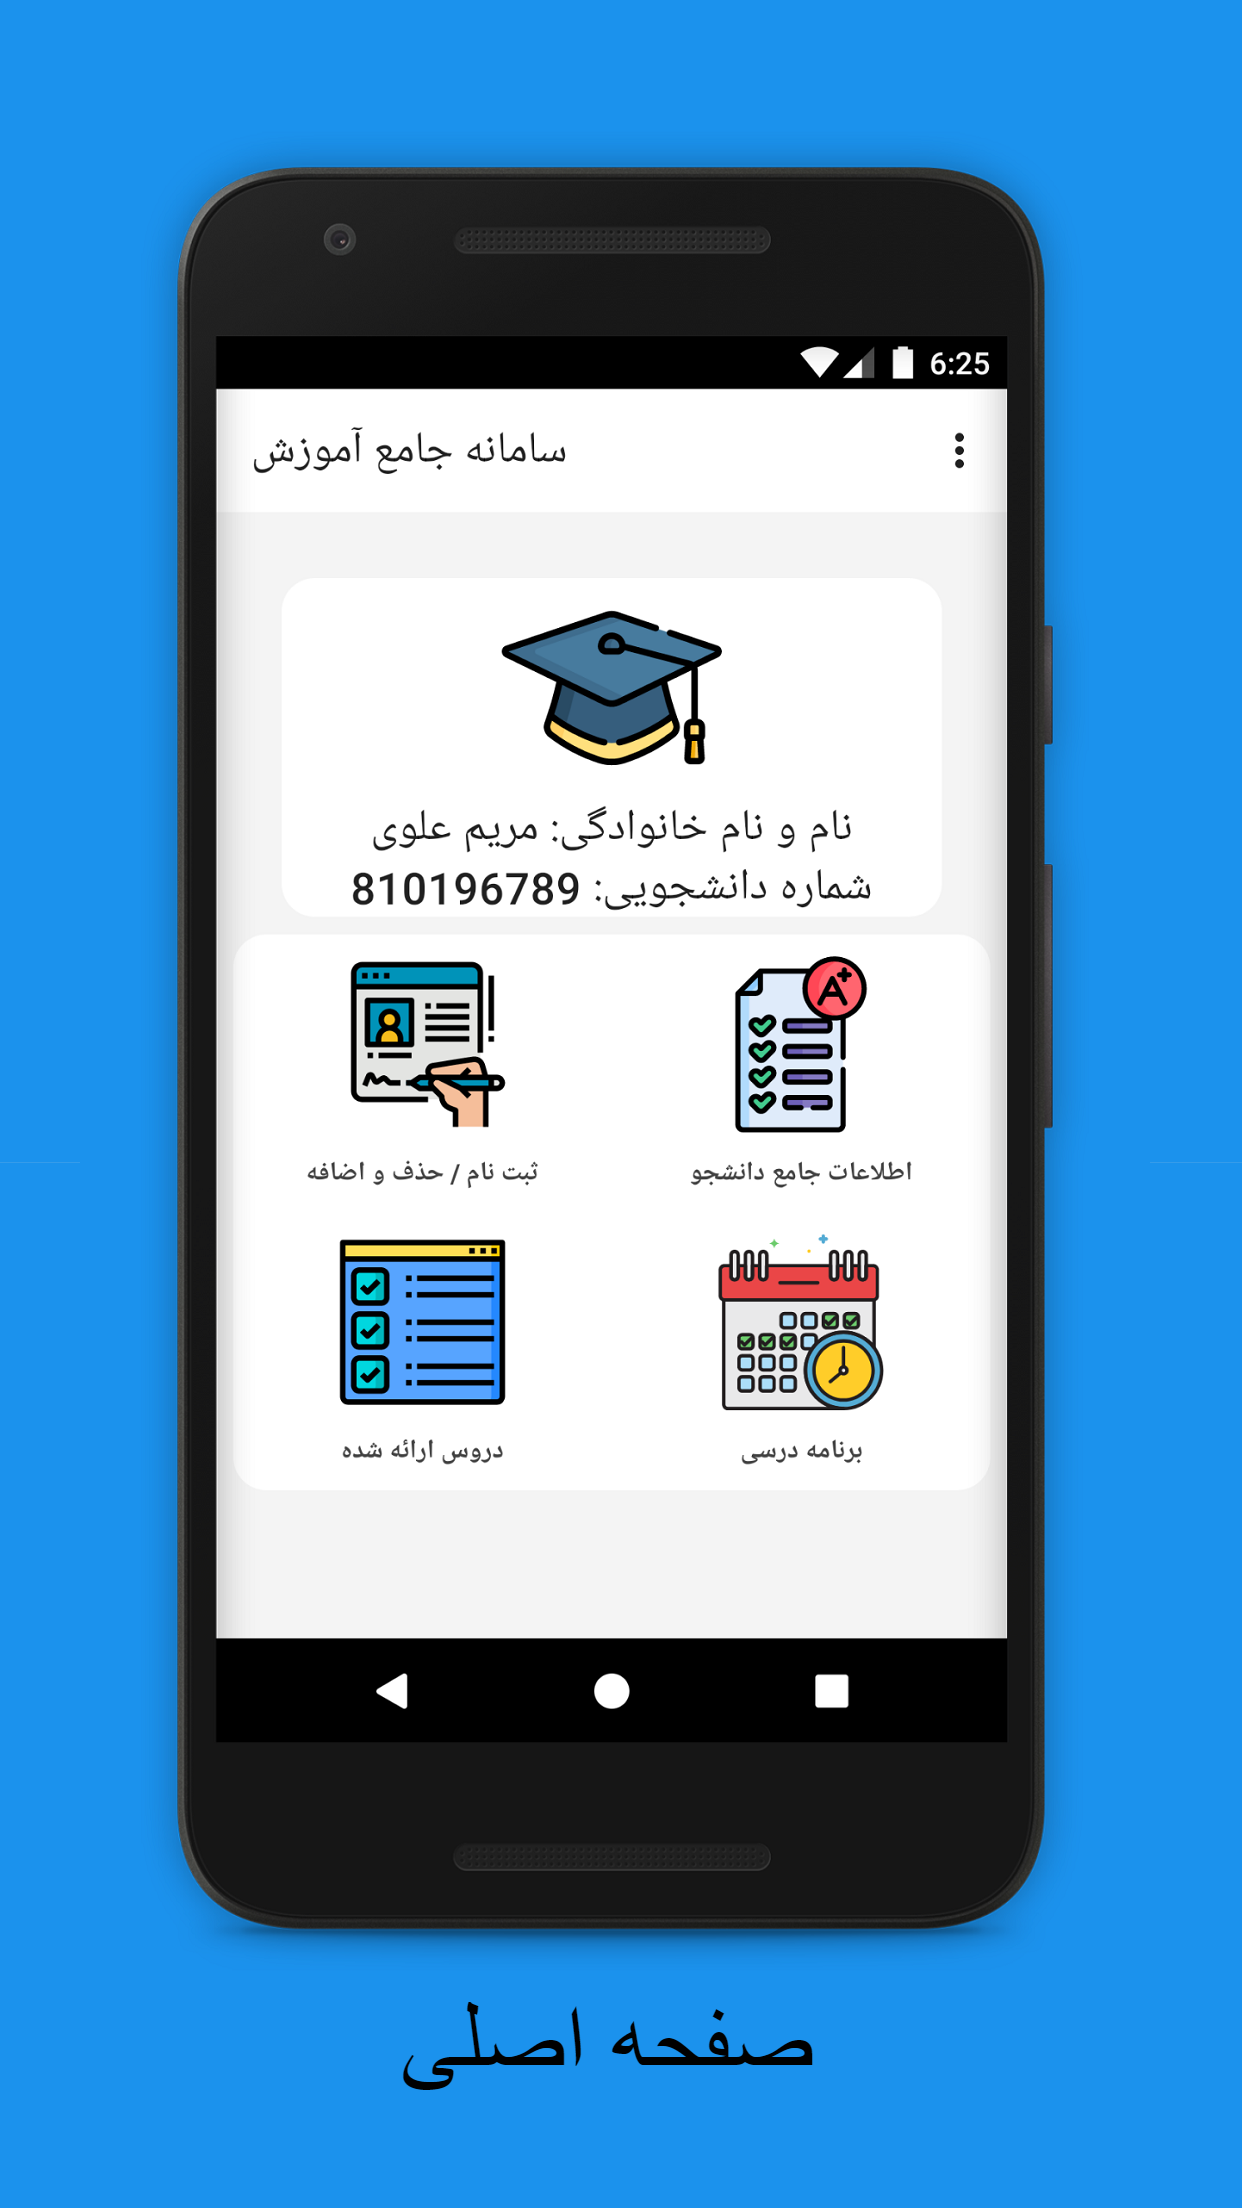 6:25
سامانه جامع آموزش
A+
نام و نام خانوادگی: مریم علوی
شماره دانشجویی: 810196789
اطلاعات جامع دانشجو
ثبت نام / حذف و اضافه
برنامه درسی
دروس ارائه شده
صفحه اصلی